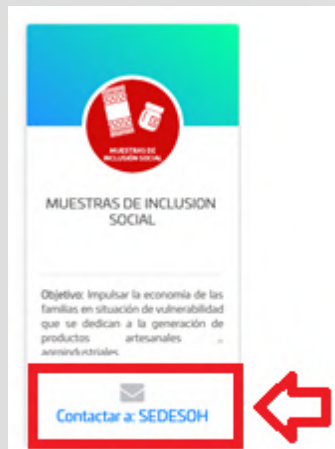 MUESTRAS DE
INCLUSIÓN SOCIAL
MUESTRAS DE INCLUSION
SOCIAL
Objetivo: Impulsar la economía de las
familias en situación de vulnerabilidad
que se dedican a la generación de
productos artesanales
agroindustriales
Contactar a: SEDESOH